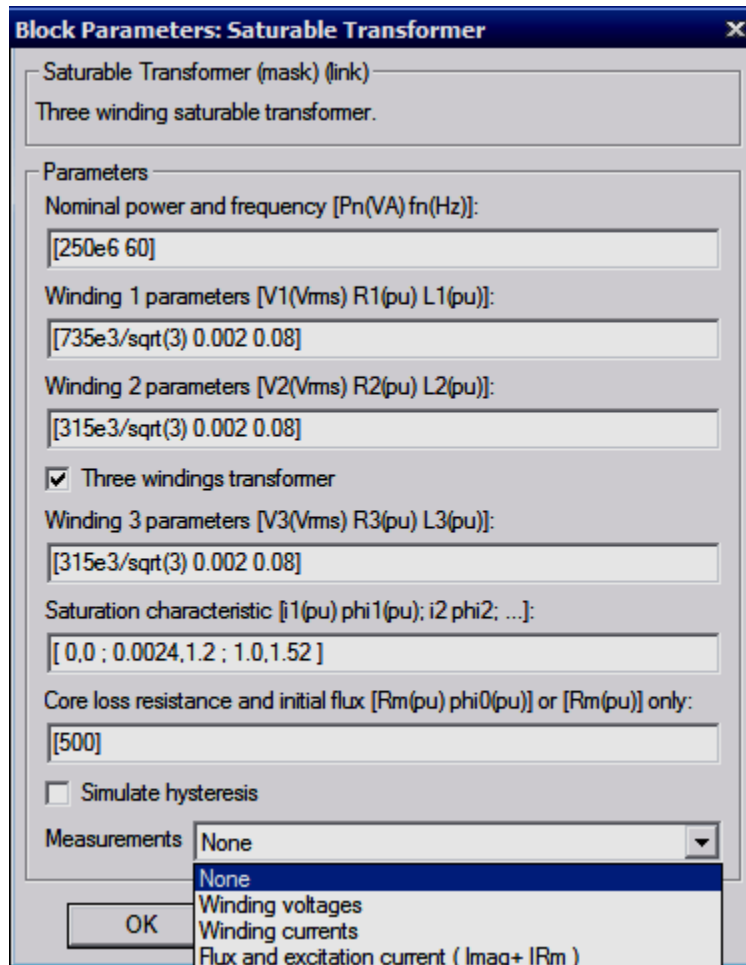 Block Parameters: Saturable Transformer
Saturable Transformer (mask) (link)
Three winding saturable transformer.
Parameters
Nominal power and frequency [Pn(VA) fn(Hz)]:
[250e6 60]
Winding 1 parameters [V1(Vrms) R1(pu) L1(pu)]:
[735e3/sqrt(3) 0.002 0.08]
Winding 2 parameters [V2(Vrms) R2(pu) L2(pu)]:
[315e3/sqrt(3) 0.002 0.08]
Three windings transformer
Winding 3 parameters [V3(Vrms) R3(pu) L3(pu)]:
[315e3/sqrt(3) 0.002 0.08]
Saturation characteristic [i1(pu) phi1(pu); i2 phi2; ...]:
[ 0,0 ; 0.0024,1.2 ; 1.0,1.52 ]
Core loss resistance and initial flux [Rm(pu) phi0(pu)] or [Rm(pu)] only:
[500]
Simulate hysteresis
Measurements None
None
Winding voltages
OK Winding currents
Flux and excitation current ( Imag+ IRm )